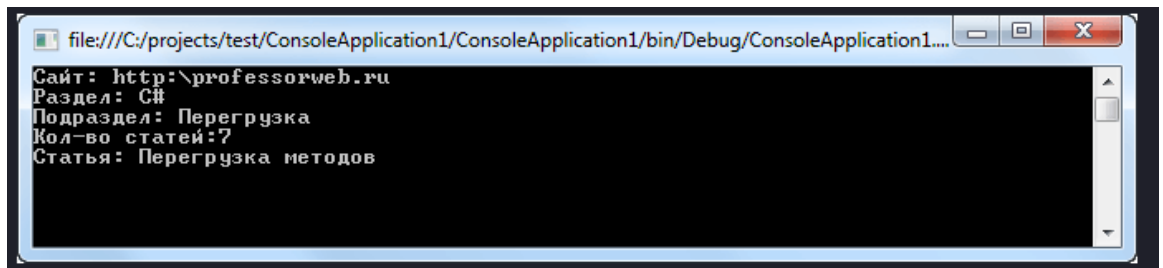 file:///C:/projects/test/ConsoleApplication1/ConsoleApplication1/bin/Debug/ConsoleApplication1....
Сайт: http:\professorweb.ru
Раздел: C#
Подраздел: Перегрузка
Кол-во статей:7
Статья: Перегрузка методов